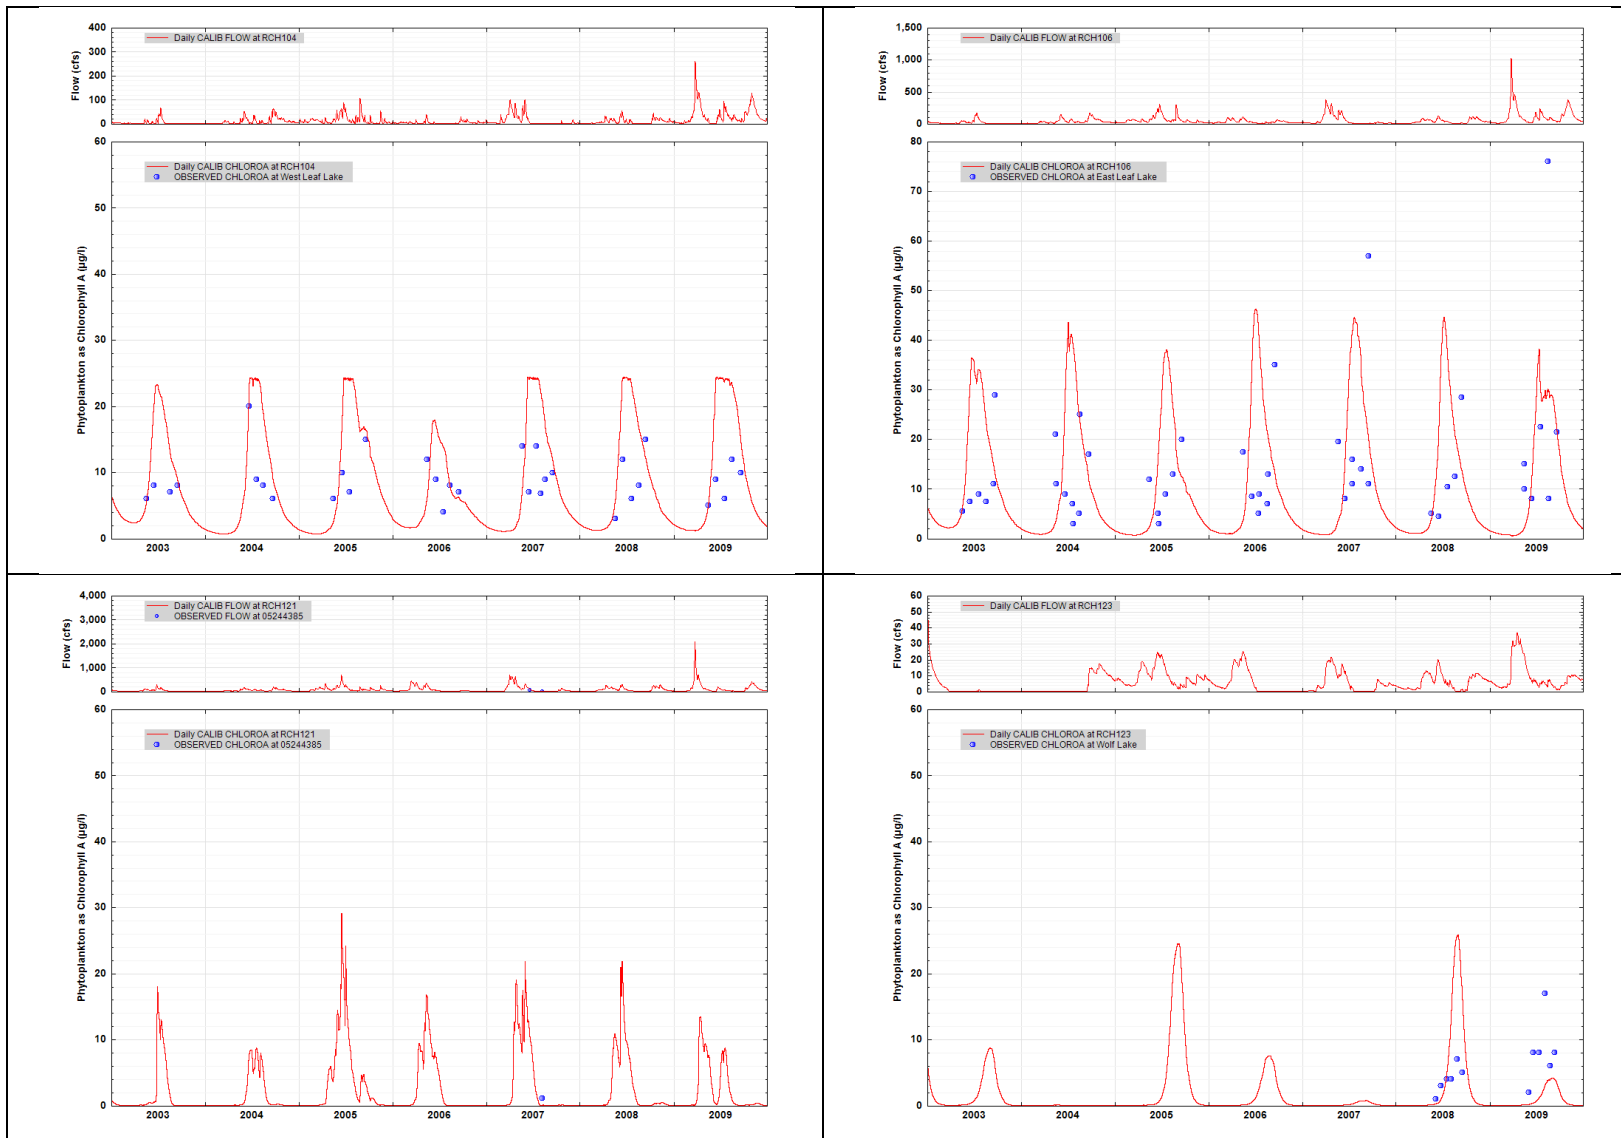 Flow (cfs)
400
300
200
100
0
Daily CALIB FLOW at RCH104
Phytoplankton as Chlorophyll A (µg/l)
60
50
40
30
20
10
0
Daily CALIB CHLOROA at RCH104
OBSERVED CHLOROA at West Leaf Lake
2003 2004 2005 2006 2007 2008 2009
Flow (cfs)
1,500
1,000
500
0
Daily CALIB FLOW at RCH106
Phytoplankton as Chlorophyll A (µg/l)
80
70
60
50
40
30
20
10
0
Daily CALIB CHLOROA at RCH106
OBSERVED CHLOROA at East Leaf Lake
2003 2004 2005 2006 2007 2008 2009
Flow (cfs)
4,000
3,000
2,000
1,000
0
Daily CALIB FLOW at RCH121
OBSERVED FLOW at 05244385
Phytoplankton as Chlorophyll A (µg/l)
60
50
40
30
20
10
0
Daily CALIB CHLOROA at RCH121
OBSERVED CHLOROA at 05244385
2003 2004 2005 2006 2007 2008 2009
Flow (cfs)
60
50
40
30
20
10
0
Daily CALIB FLOW at RCH123
Phytoplankton as Chlorophyll A (µg/l)
60
50
40
30
20
10
0
Daily CALIB CHLOROA at RCH123
OBSERVED CHLOROA at Wolf Lake
2003 2004 2005 2006 2007 2008 2009